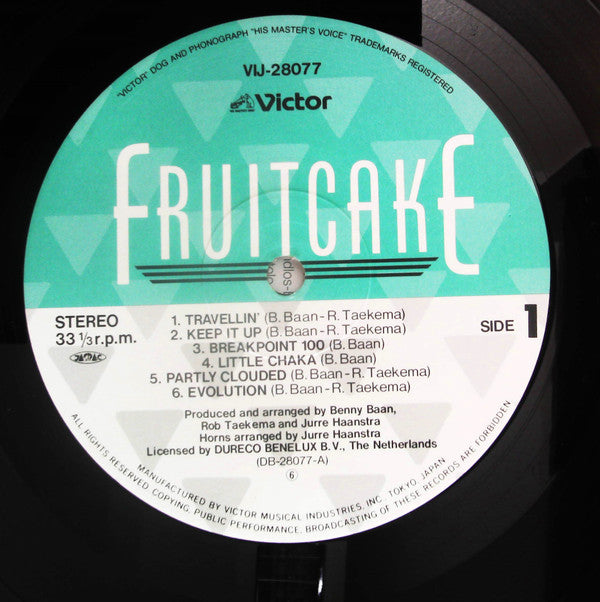 "VICTOR" DOG AND PHONOGRAPH "HIS MASTER'S VOICE" TRADEMARKS REGISTERED
VIJ-28077
Victor
FRUITCAKE
STEREO
33 1/3 r.p.m.
SIDE 1
1. TRAVELLIN' (B. Baan-R. Taekema)
2. KEEP IT UP (B. Baan-R. Taekema)
3. BREAKPOINT 100 (B. Baan)
4. LITTLE CHAKA (B. Baan)
5. PARTLY CLOUDED (B. Baan-R. Taekema)
6. EVOLUTION (B. Baan-R. Taekema)
Produced and arranged by Benny Baan,
Rob Taekema and Jurre Haanstra
Horns arranged by Jurre Haanstra
Licensed by DURECO BENELUX B.V., The Netherlands
(DB-28077-A)
6
MANUFACTURED BY VICTOR MUSICAL INDUSTRIES, INC. TOKYO, JAPAN
ALL RIGHTS RESERVED. COPYING, PUBLIC PERFORMANCE, BROADCASTING OF THESE RECORDS ARE FORBIDDEN